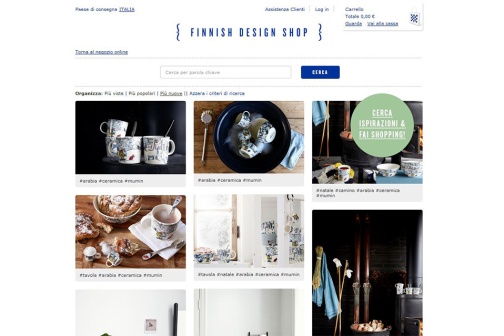 Paese di consegna ITALIA
Assistenza Clienti | Log in |
Carrello
Totale 0,00 €
Guarda Vai alla cassa
{ FINNISH DESIGN SHOP }
Torna al negozio online
Cerca per parola chiave
CERCA
Organizza: Più viste | Più popolari | Più nuove || Azzera i criteri di ricerca
CERCA
ISPIRAZIONI &
FAI SHOPPING!
#arabia #ceramica #mumin
#arabia #ceramica #mumin
#natale #camino #arabia #ceramica
#mumin
#tavola #arabia #ceramica #mumin
#tavola #natale #arabia #ceramica #mumin